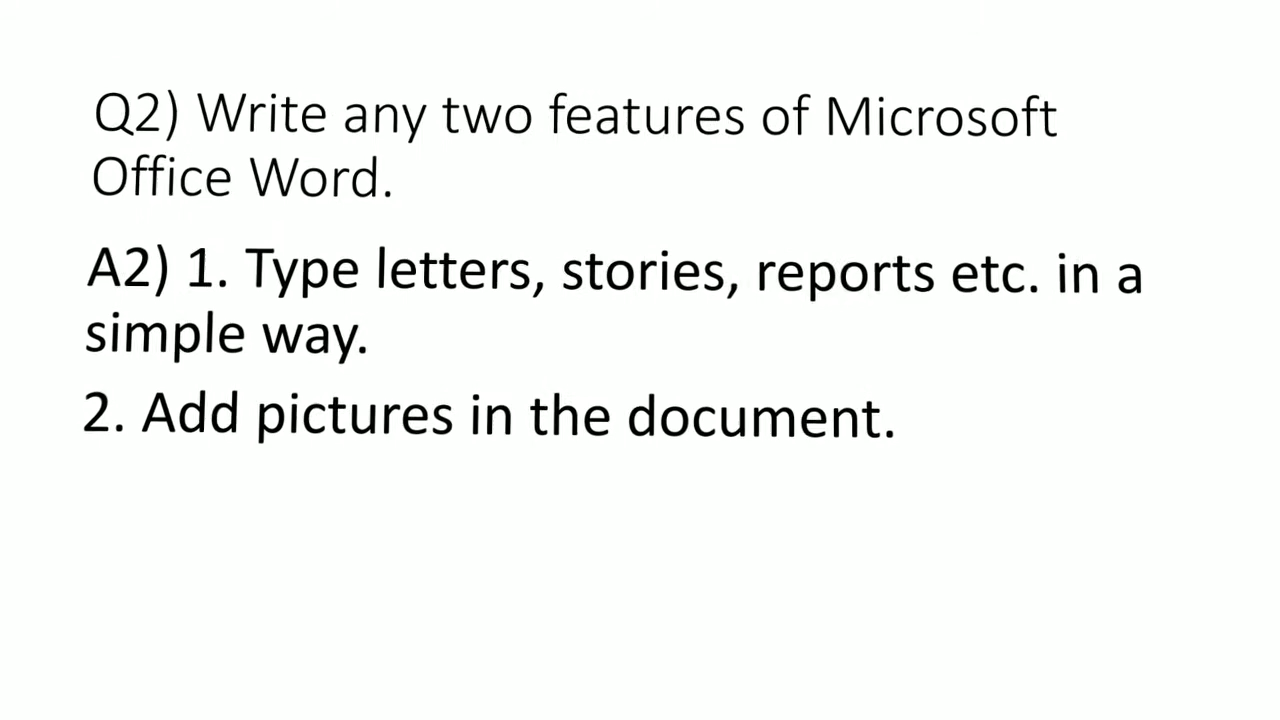 Q2) Write any two features of Microsoft
Office Word.
A2) 1. Type letters, stories, reports etc. in a
simple way.
2. Add pictures in the document.